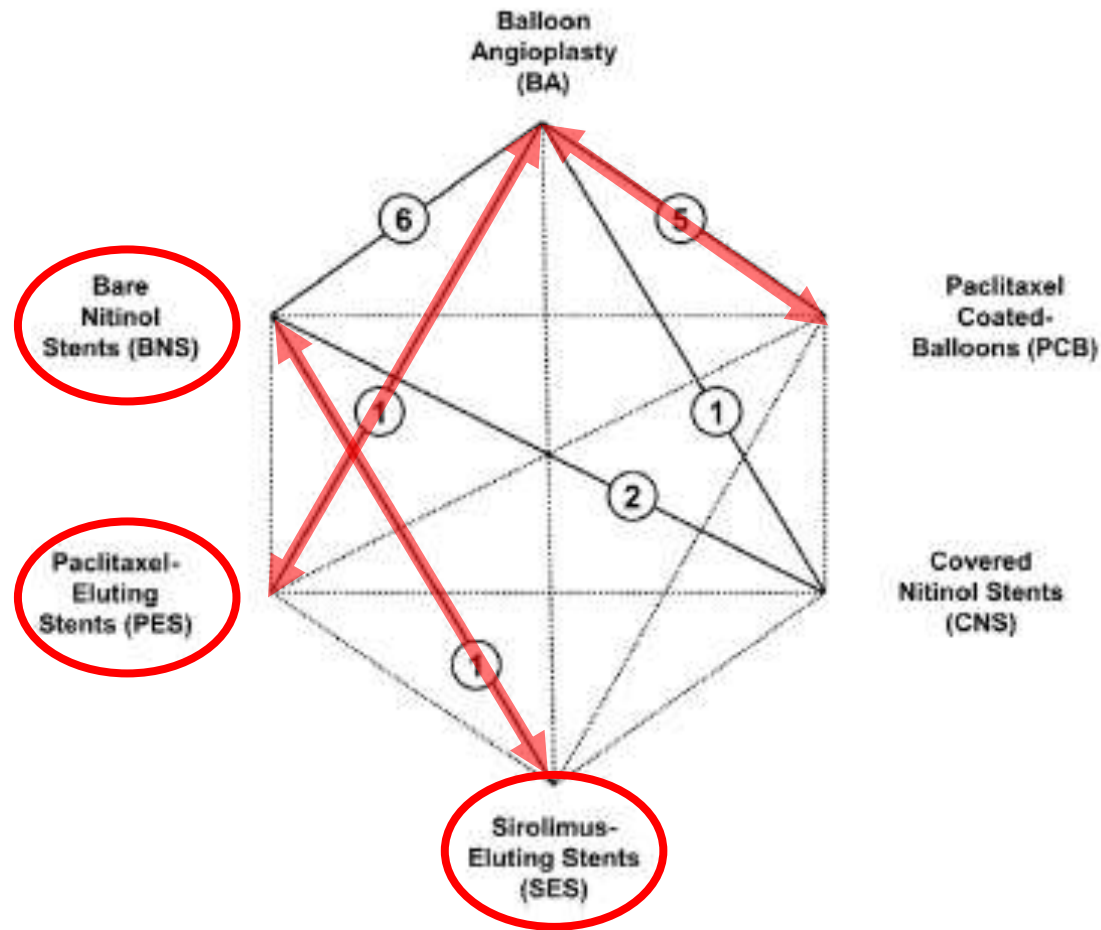 Balloon
Angioplasty
(BA)
6
5
Bare
Nitinol
Stents (BNS)
Paclitaxel
Coated-
Balloons (PCB)
1
1
2
Paclitaxel-
Eluting
Stents (PES)
Covered
Nitinol Stents
(CNS)
1
Sirolimus-
Eluting Stents
(SES)